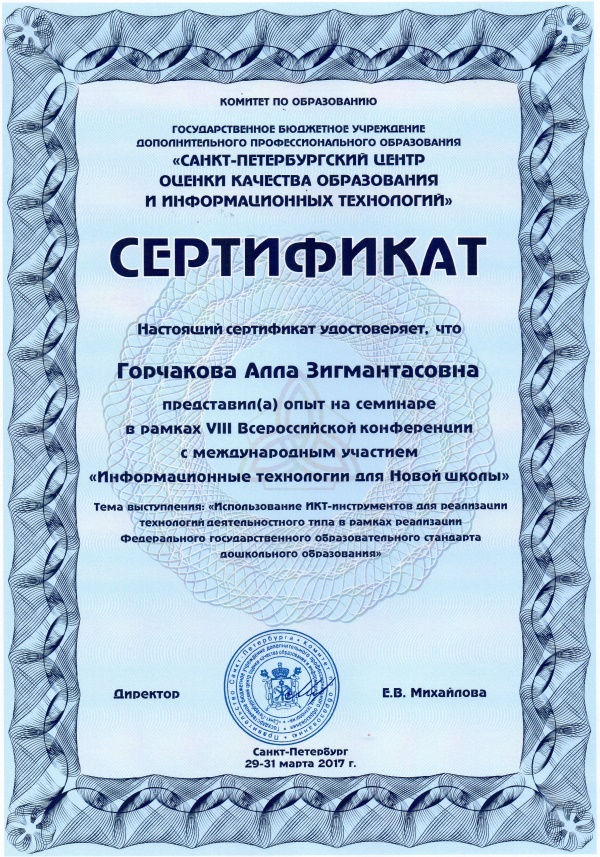 КОМИТЕТ ПО ОБРАЗОВАНИЮ
ГОСУДАРСТВЕННОЕ БЮДЖЕТНОЕ УЧРЕЖДЕНИЕ
ДОПОЛНИТЕЛЬНОГО ПРОФЕССИОНАЛЬНОГО ОБРАЗОВАНИЯ
«САНКТ-ПЕТЕРБУРГСКИЙ ЦЕНТР
ОЦЕНКИ КАЧЕСТВА ОБРАЗОВАНИЯ
И ИНФОРМАЦИОННЫХ ТЕХНОЛОГИЙ»
СЕРТИФИКАТ
Настоящий сертификат удостоверяет, что
Горчакова Алла Зигмантасовна
представил(а) опыт на семинаре
в рамках VIII Всероссийской конференции
с международным участием
«Информационные технологии для Новой школы»
Тема выступления: «Использование ИКТ-инструментов для реализации
технологий деятельностного типа в рамках реализации
Федерального государственного образовательного стандарта
дошкольного образования»
Директор
Е.В. Михайлова
Санкт-Петербург
29-31 марта 2017 г.